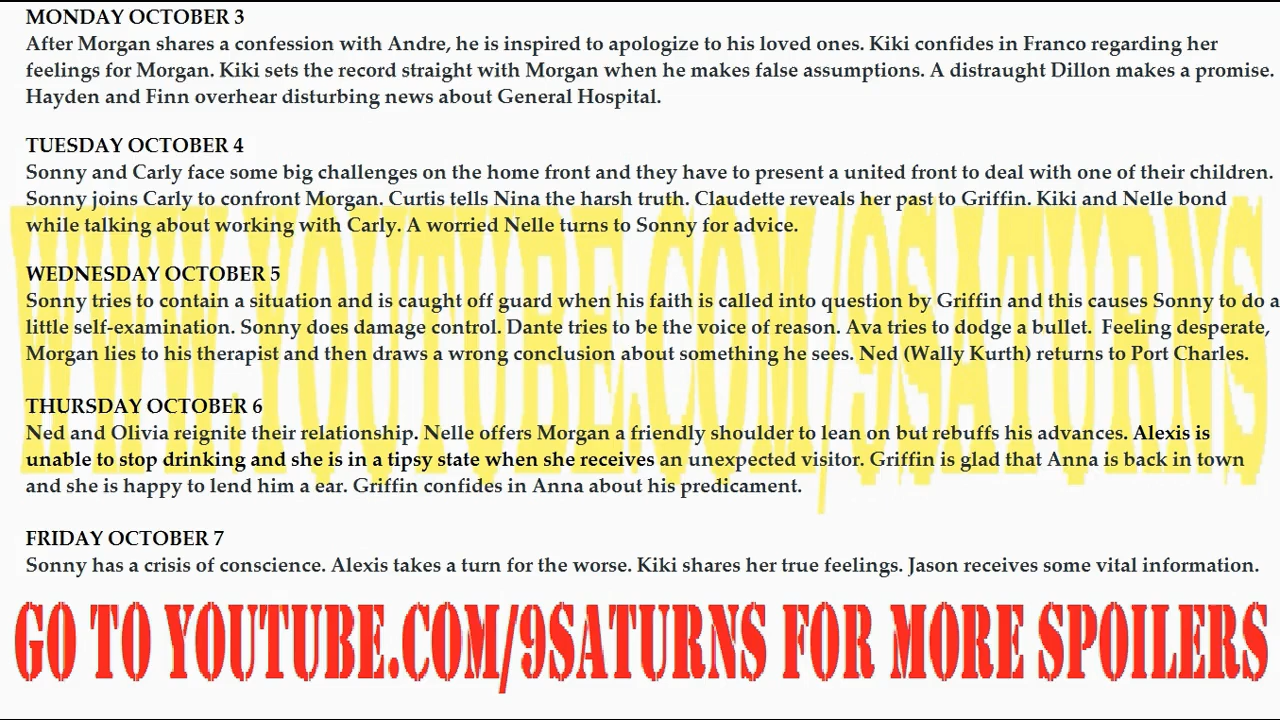 MONDAY OCTOBER 3
After Morgan shares a confession with Andre, he is inspired to apologize to his loved ones. Kiki confides in Franco regarding her
feelings for Morgan. Kiki sets the record straight with Morgan when he makes false assumptions. A distraught Dillon makes a promise.
Hayden and Finn overhear disturbing news about General Hospital.
TUESDAY OCTOBER 4
Sonny and Carly face some big challenges on the home front and they have to present a united front to deal with one of their children.
Sonny joins Carly to confront Morgan. Curtis tells Nina the harsh truth. Claudette reveals her past to Griffin. Kiki and Nelle bond
while talking about working with Carly. A worried Nelle turns to Sonny for advice.
WWW.YOUTUBE.COM/9SATURNS
WEDNESDAY OCTOBER 5
Sonny tries to contain a situation and is caught off guard when his faith is called into question by Griffin and this causes Sonny to do a
little self-examination. Sonny does damage control. Dante tries to be the voice of reason. Ava tries to dodge a bullet.  Feeling desperate,
Morgan lies to his therapist and then draws a wrong conclusion about something he sees. Ned (Wally Kurth) returns to Port Charles.
THURSDAY OCTOBER 6
Ned and Olivia reignite their relationship. Nelle offers Morgan a friendly shoulder to lean on but rebuffs his advances. Alexis is
unable to stop drinking and she is in a tipsy state when she receives an unexpected visitor. Griffin is glad that Anna is back in town
and she is happy to lend him a ear. Griffin confides in Anna about his predicament.
FRIDAY OCTOBER 7
Sonny has a crisis of conscience. Alexis takes a turn for the worse. Kiki shares her true feelings. Jason receives some vital information.
GO TO YOUTUBE.COM/9SATURNS FOR MORE SPOILERS